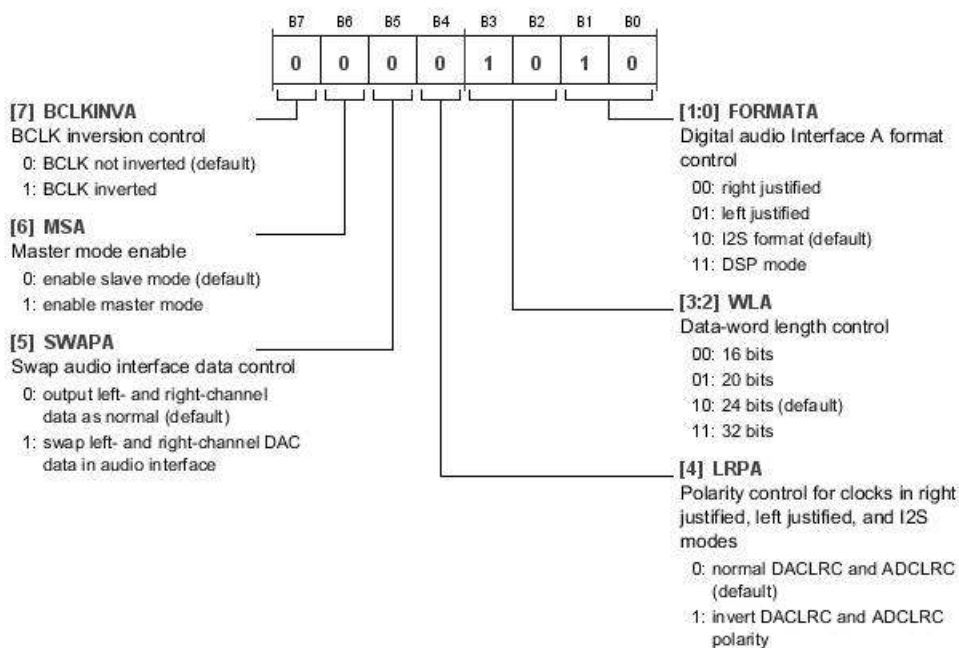 B7 B6 B5 B4 B3 B2 B1 B0
0 0 0 0 1 0 1 0
[7] BCLKINVA
BCLK inversion control
0: BCLK not inverted (default)
1: BCLK inverted
[6] MSA
Master mode enable
0: enable slave mode (default)
1: enable master mode
[5] SWAPA
Swap audio interface data control
0: output left- and right-channel
data as normal (default)
1: swap left- and right-channel DAC
data in audio interface
[1:0] FORMATA
Digital audio Interface A format
control
00: right justified
01: left justified
10: I2S format (default)
11: DSP mode
[3:2] WLA
Data-word length control
00: 16 bits
01: 20 bits
10: 24 bits (default)
11: 32 bits
[4] LRPA
Polarity control for clocks in right
justified, left justified, and I2S
modes
0: normal DACLRC and ADCLRC
(default)
1: invert DACLRC and ADCLRC
polarity